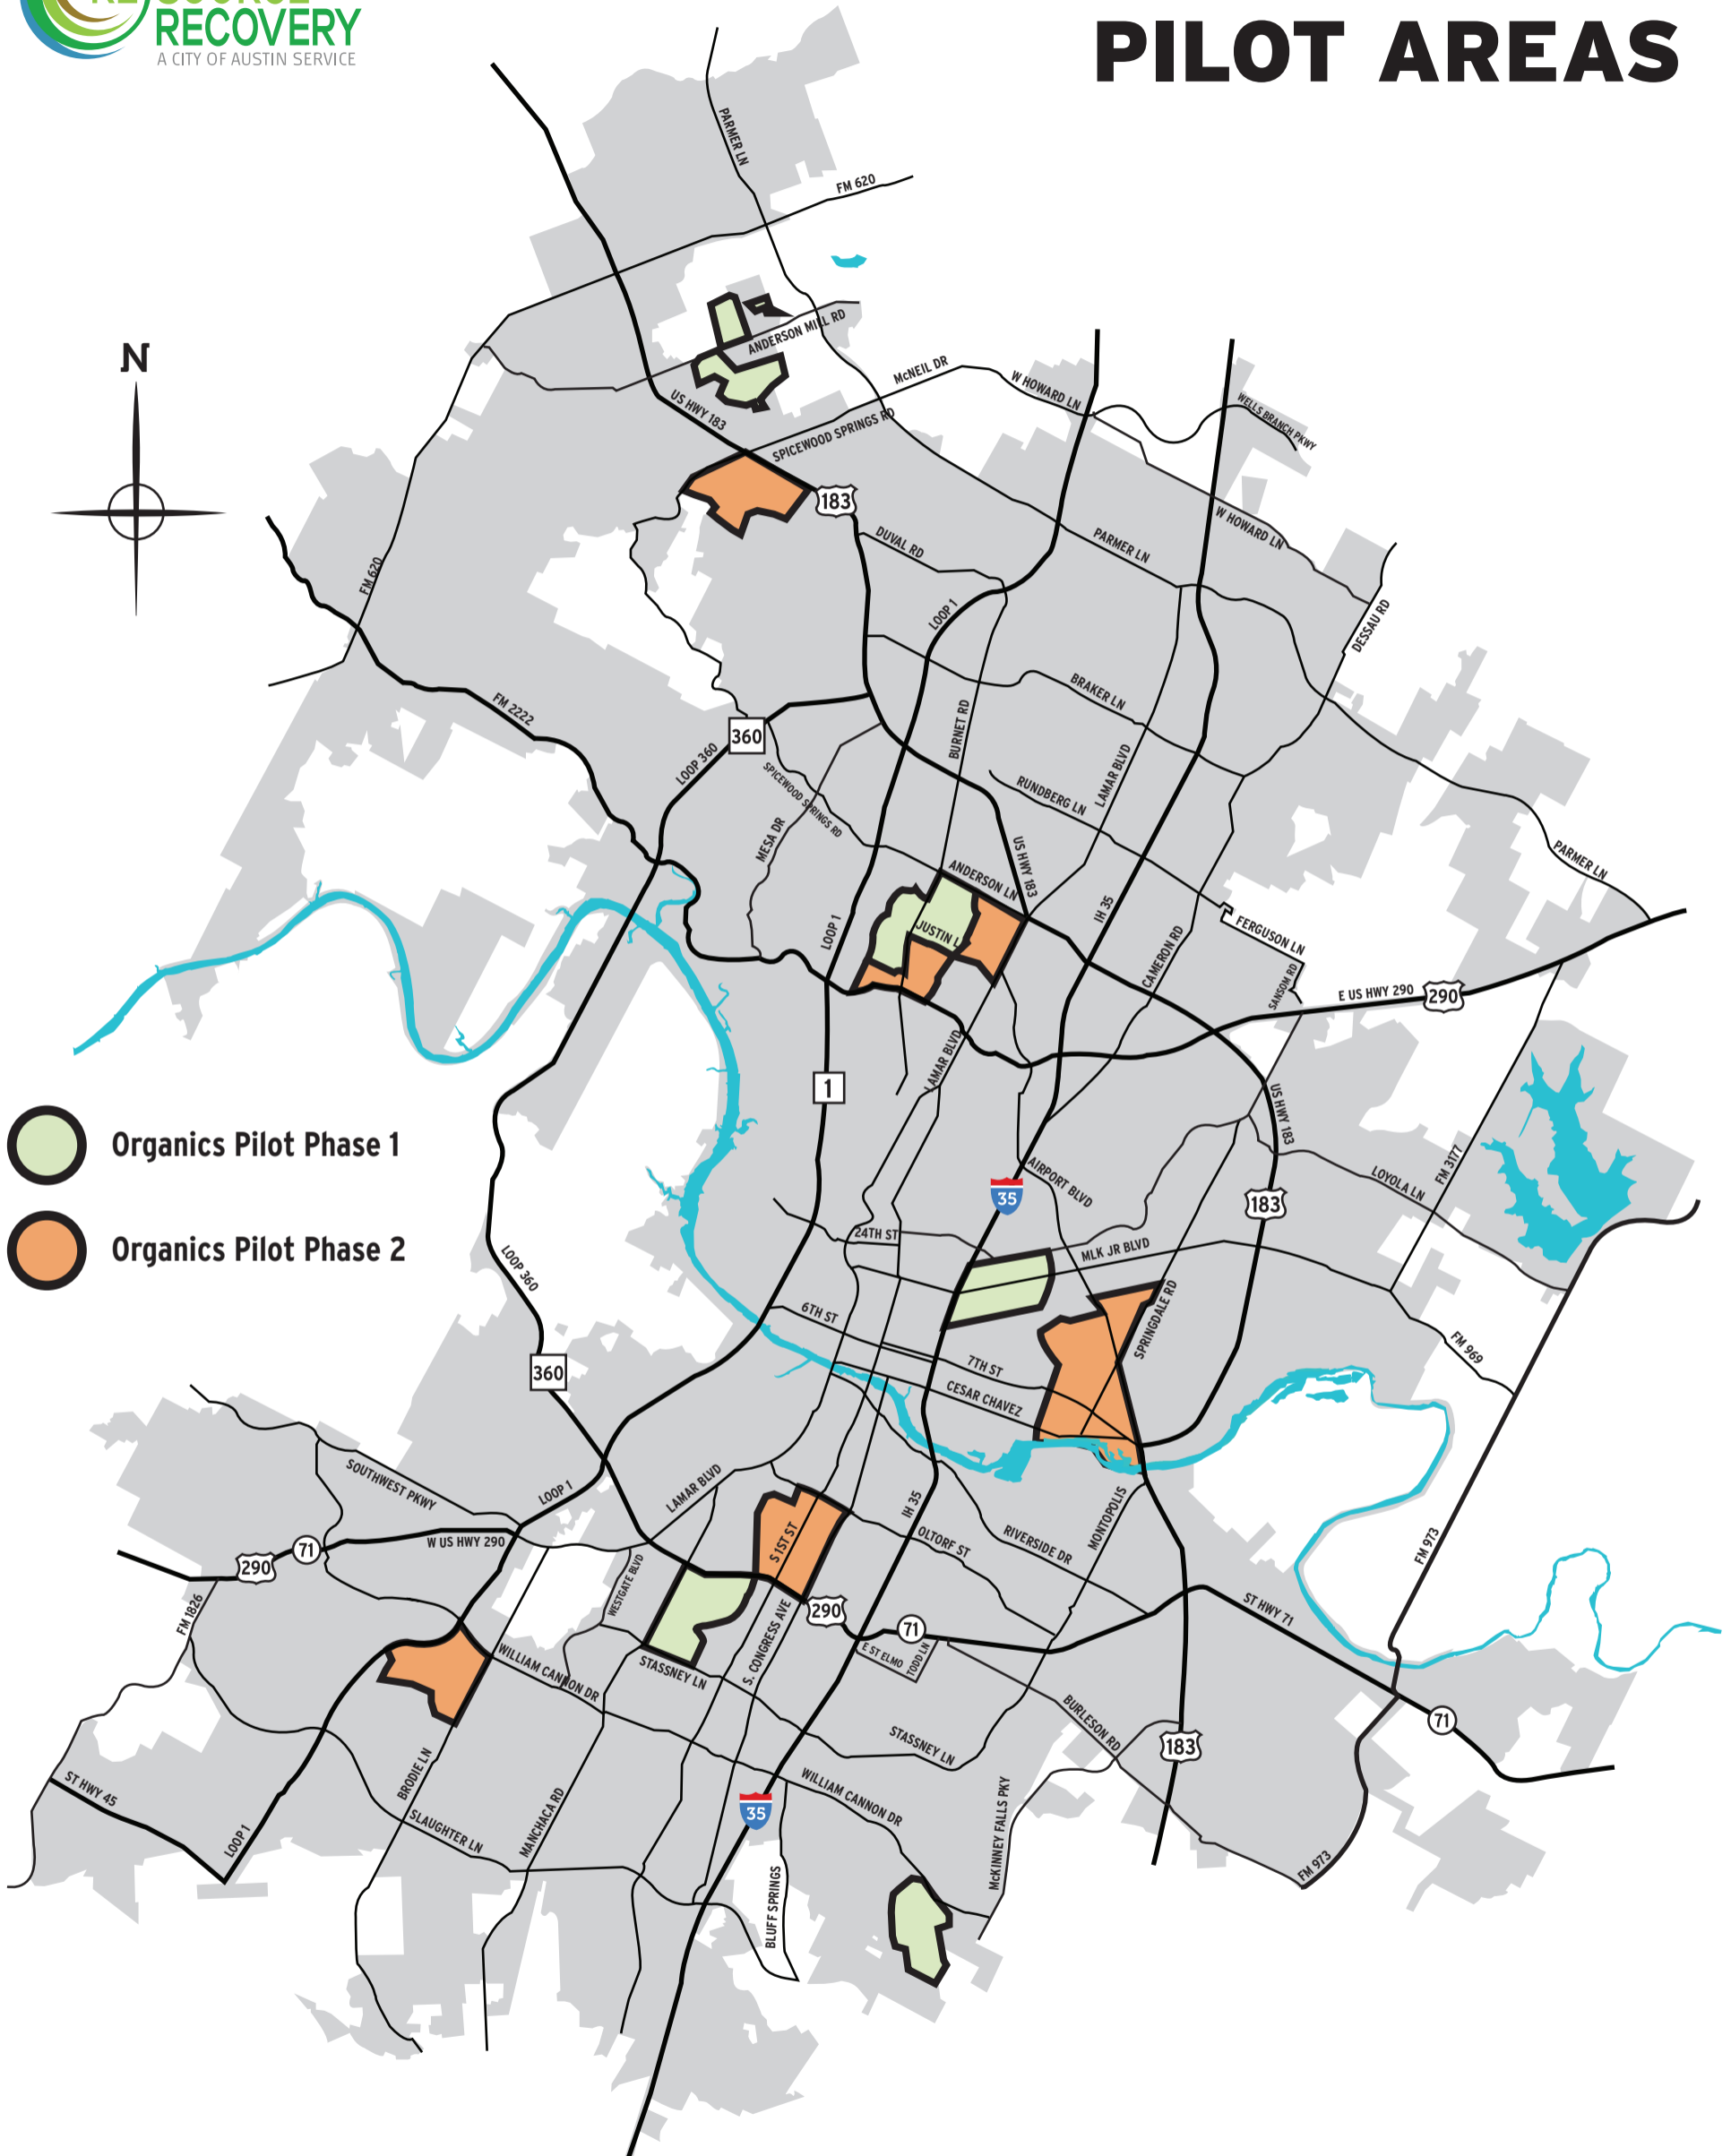 RECOVERY
A CITY OF AUSTIN SERVICE
PILOT AREAS
PARMER LN
FM 620
ANDERSON MILL RD
N
McNEIL DR
W HOWARD LN
WELLS BRANCH PKWY
US HWY 183
SPICEWOOD SPRINGS RD
183
W HOWARD LN
DUVAL RD
PARMER LN
FM 620
LOOP 1
DESSAU RD
BRAKER LN
FM 2222
BURNET RD
360
LOOP 360
SPICEWOOD SPRINGS RD
LAMAR BLVD
RUNDBERG LN
MESA DR
US HWY 183
PARMER LN
ANDERSON LN
IH 35
LOOP 1
JUSTIN L
FERGUSON LN
CAMERON RD
SANSOM RD
E US HWY 290
290
LAMAR BLVD
1
US HWY 183
Organics Pilot Phase 1
AIRPORT BLVD
LOYOLA LN
FM 3177
35
183
24TH ST
MLK JR BLVD
Organics Pilot Phase 2
LOOP 360
6TH ST
SPRINGDALE RD
7TH ST
FM 969
360
CESAR CHAVEZ
SOUTHWEST PKWY
LOOP 1
LAMAR BLVD
IH 35
MONTOPOLIS
W US HWY 290
71
290
S 1ST ST
OLTORF ST
RIVERSIDE DR
FM 973
WESTGATE BLVD
FM 1826
290
71
ST HWY 71
E ST ELMO
TODD LN
S. CONGRESS AVE
STASSNEY LN
WILLIAM CANNON DR
BURLESON RD
71
STASSNEY LN
183
BRODIE LN
ST HWY 45
WILLIAM CANNON DR
McKINNEY FALLS PKY
35
MANCHACA RD
SLAUGHTER LN
LOOP 1
FM 973
BLUFF SPRINGS